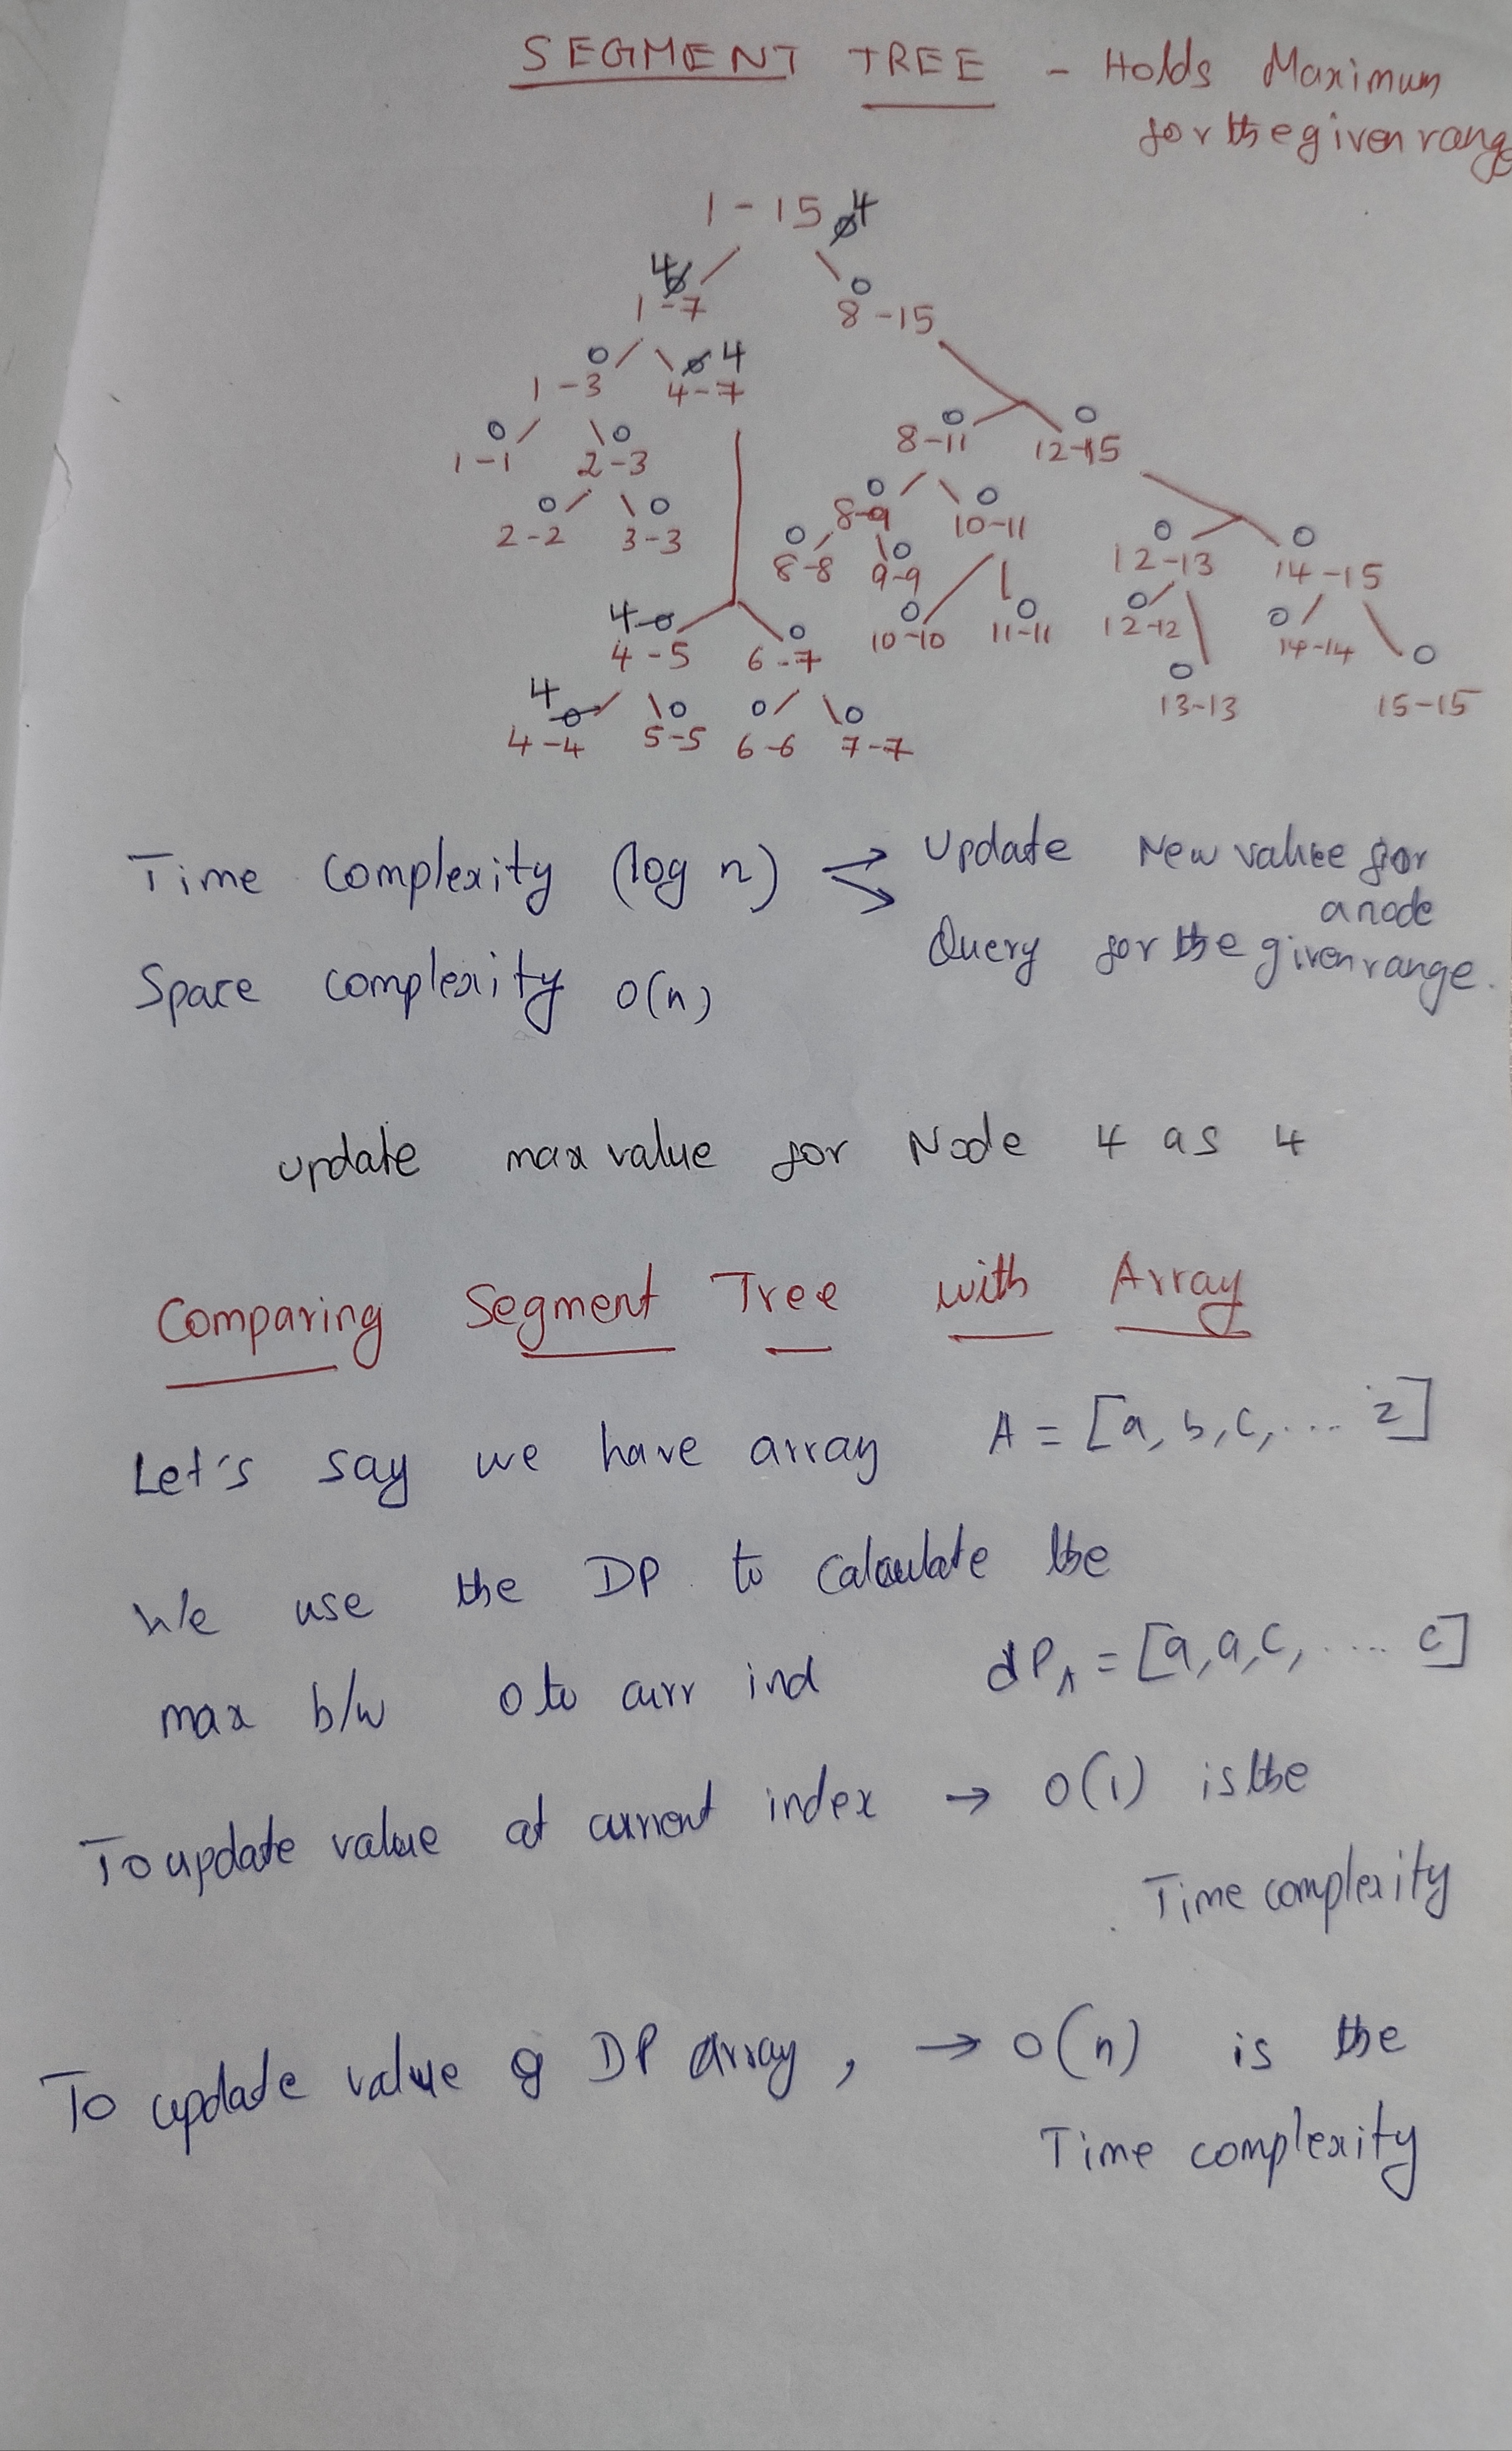 SEGMENT TREE - Holds Maximum
for the given range
1-15 0 4
4 0
1-7
0
8-15
0 0 4
1-3 4-7
0 0
8-11 12-15
0 0
1-1 2-3
0 0
8-9 10-11
0 0
2-2 3-3
0 0
8-8 9-9
0 0
12-13 14-15
4 0 0
4-5 6-7
0 0
10-10 11-11
0 0
12-12 14-14
0 0
13-13 15-15
4 0 0 0 0
4-4 5-5 6-6 7-7
Time complexity (log n) → Update New value for
a node
→ Query for the given range.
Space complexity O(n)
update max value for Node 4 as 4
Comparing Segment Tree with Array
Let's say we have array A = [a, b, c, .... z]
We use the DP to calculate the
max b/w 0 to curr ind dPA = [a, a, c, .... c]
To update value at current index → O(1) is the
Time complexity
To update value of DP array, → O(n) is the
Time complexity